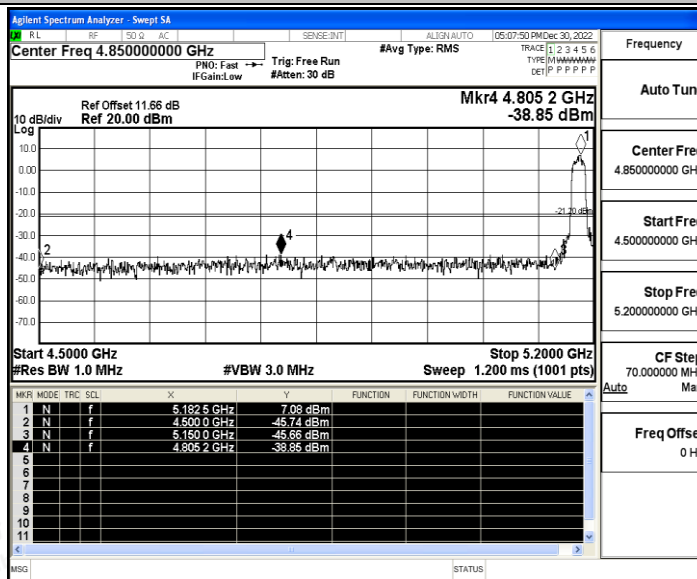 Agilent Spectrum Analyzer - Swept SA
RL RF 50 Ω AC SENSE:INT ALIGN AUTO 05:07:50 PM Dec 30, 2022
Center Freq 4.850000000 GHz #Avg Type: RMS TRACE 1 2 3 4 5 6
PNO: Fast Trig: Free Run TYPE M
IFGain:Low #Atten: 30 dB DET P P P P P P
Mkr4 4.805 2 GHz
-38.85 dBm
Ref Offset 11.66 dB
10 dB/div Ref 20.00 dBm
Log
10.0
0.00
-10.0
-20.0
-30.0
-40.0
-50.0
-60.0
-70.0
1
-21.20 dBm
4
2
3
Start 4.5000 GHz Stop 5.2000 GHz
#Res BW 1.0 MHz #VBW 3.0 MHz Sweep 1.200 ms (1001 pts)
MKR MODE TRC SCL X Y FUNCTION FUNCTION WIDTH FUNCTION VALUE
1 N f 5.182 5 GHz 7.08 dBm
2 N f 4.500 0 GHz -45.74 dBm
3 N f 5.150 0 GHz -45.66 dBm
4 N f 4.805 2 GHz -38.85 dBm
5
6
7
8
9
10
11
MSG STATUS
Frequency
Auto Tun
Center Fre
4.850000000 GH
Start Fre
4.500000000 GH
Stop Fre
5.200000000 GH
CF Ste
70.000000 MH
Auto Ma
Freq Offse
0 H